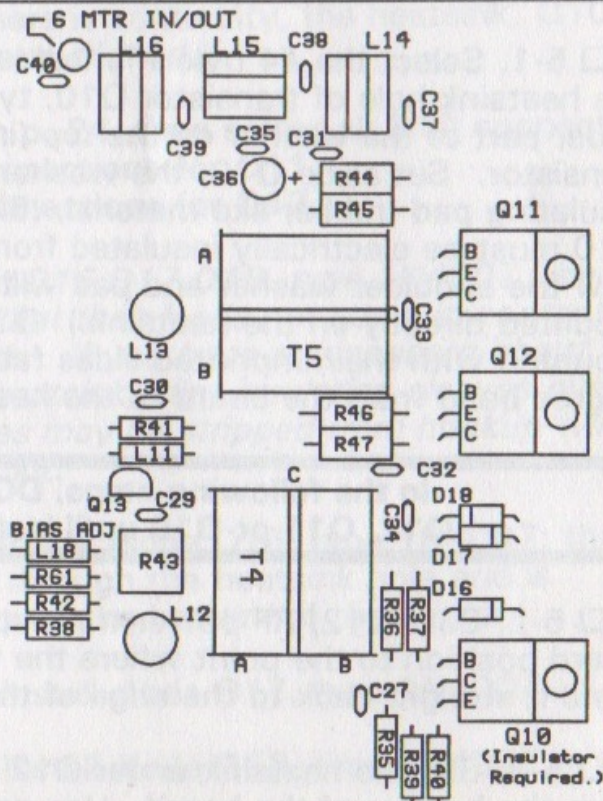 6 MTR IN/OUT
L16 L15 C38 L14
C40
C39 C37
C35 C31
C36 + R44
R45
Q11
A
B
E
C
L13
C33
T5
Q12
B
C30
R46
R47
B
E
C
R41
L11
C32
Q13 C29
D18
C34
BIAS ADJ
L18
R43
D17
R61
T4
R42
D16
R38
L12
R36
R37
A B
B
C
E
C27
R35
R39
R40
Q10
(Insulator
Required.)